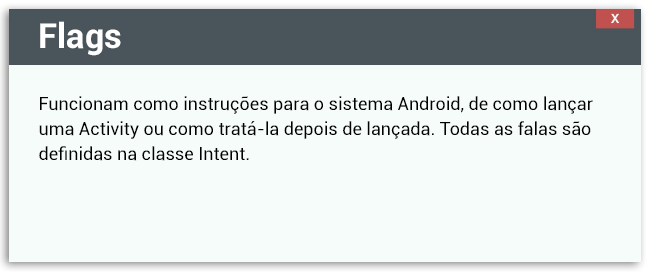 Flags
X
Funcionam como instruções para o sistema Android, de como lançar
uma Activity ou como tratá-la depois de lançada. Todas as falas são
definidas na classe Intent.